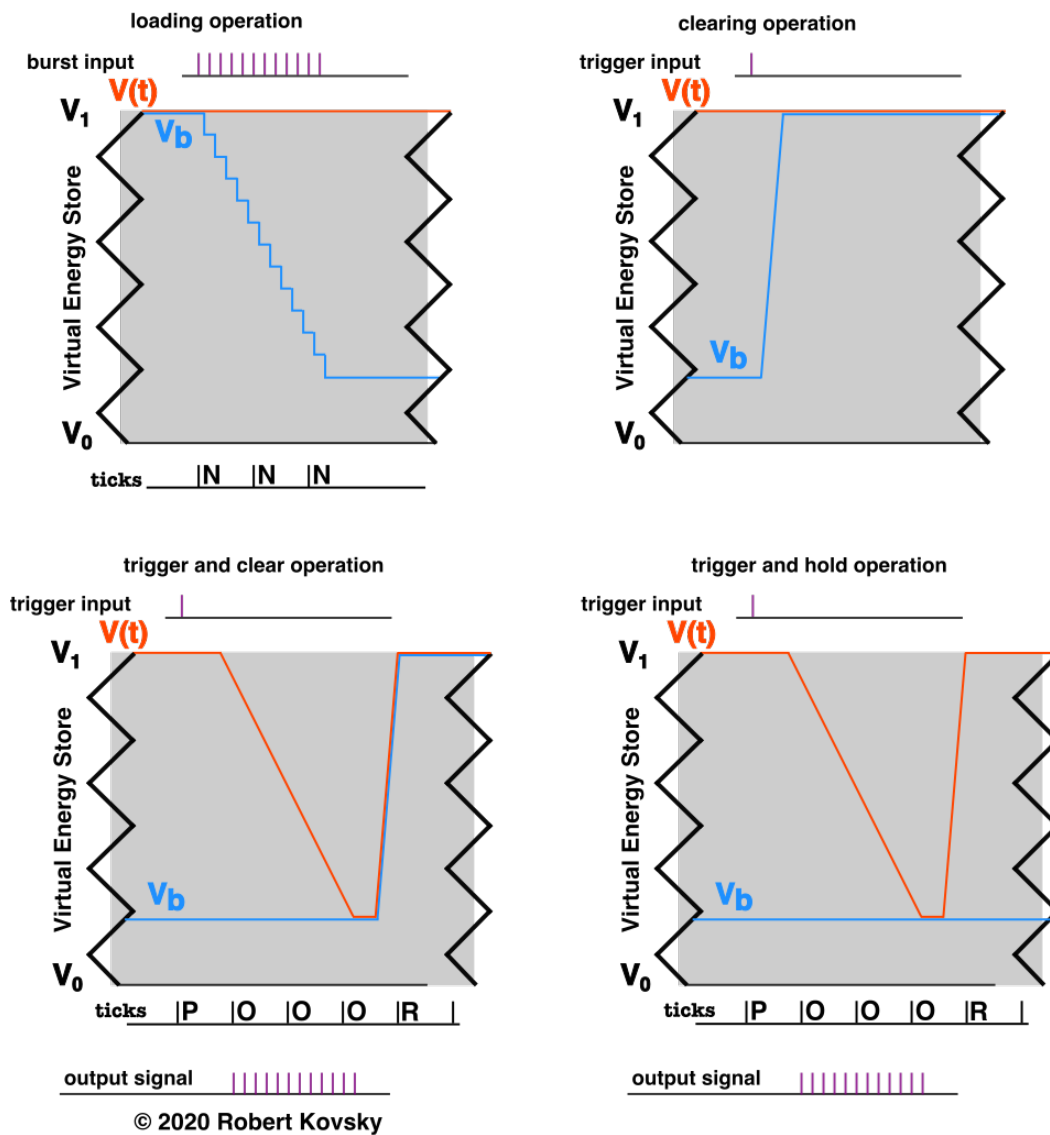 loading operation
burst input
V(t)
V1
Vb
Virtual Energy Store
V0
ticks |N |N |N
clearing operation
trigger input
V(t)
V1
Vb
Virtual Energy Store
V0
trigger and clear operation
trigger input
V(t)
V1
Vb
Virtual Energy Store
V0
ticks |P |O |O |O |R |
output signal
trigger and hold operation
trigger input
V(t)
V1
Vb
Virtual Energy Store
V0
ticks |P |O |O |O |R |
output signal
© 2020 Robert Kovsky